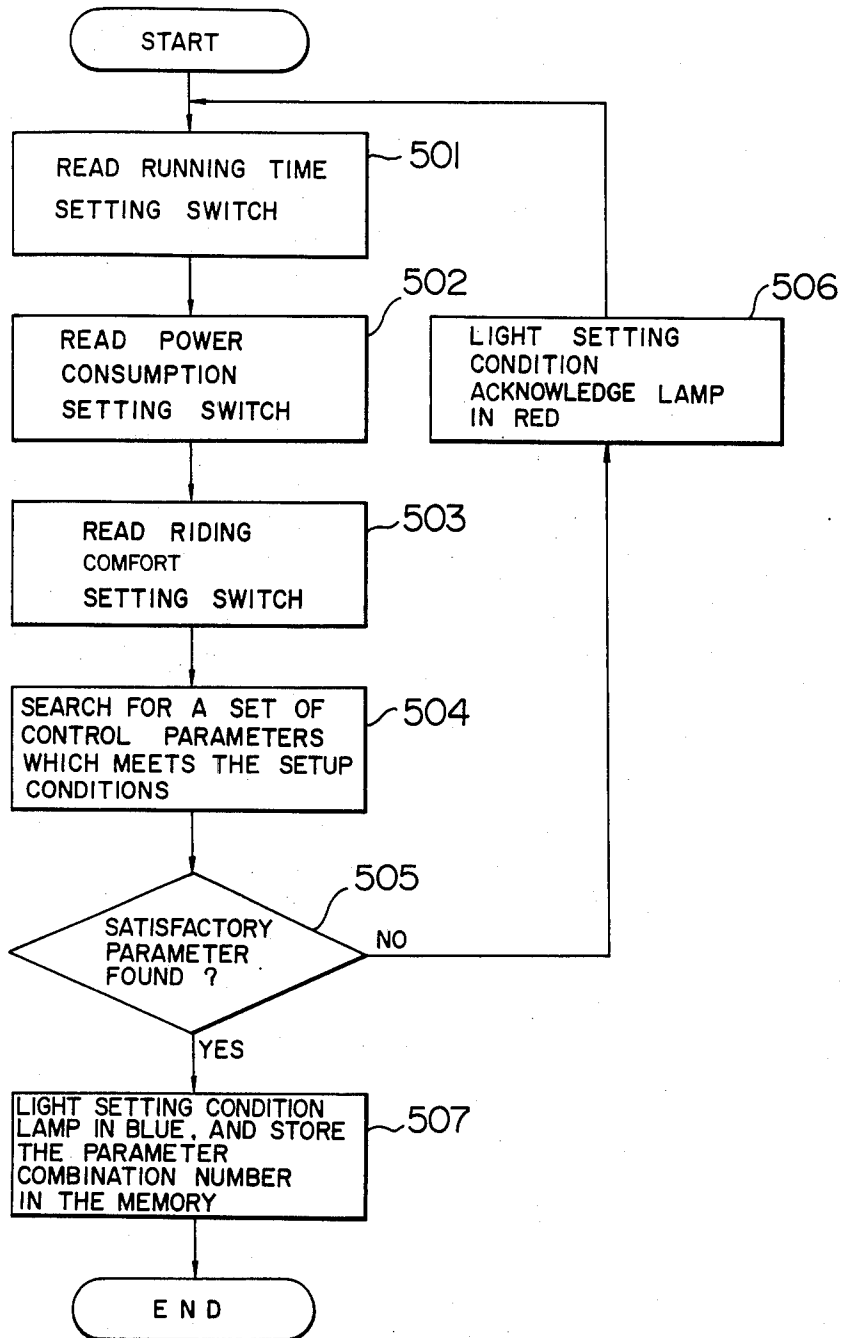 START
READ RUNNING TIME
SETTING SWITCH
501
READ POWER
CONSUMPTION
SETTING SWITCH
502
READ RIDING
COMFORT
SETTING SWITCH
503
SEARCH FOR A SET OF
CONTROL PARAMETERS
WHICH MEETS THE SETUP
CONDITIONS
504
SATISFACTORY
PARAMETER
FOUND ?
505
NO
LIGHT SETTING
CONDITION
ACKNOWLEDGE LAMP
IN RED
506
YES
LIGHT SETTING CONDITION
LAMP IN BLUE, AND STORE
THE PARAMETER
COMBINATION NUMBER
IN THE MEMORY
507
END